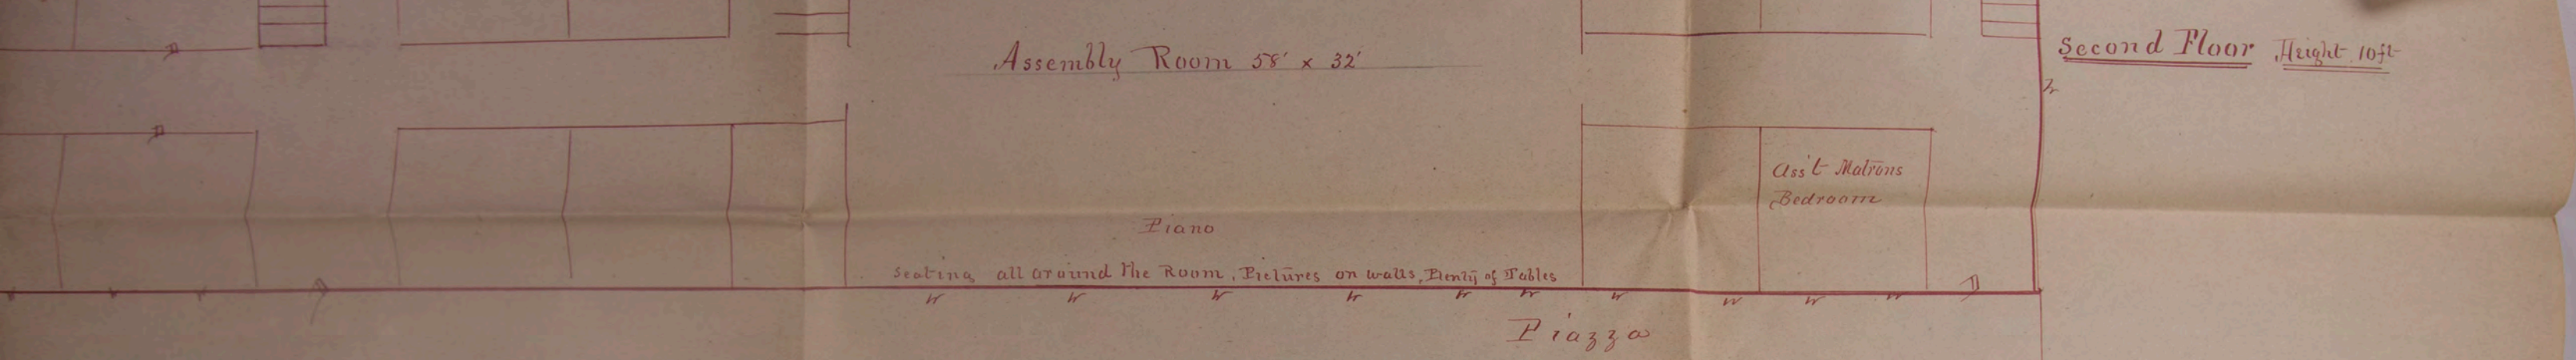 Second Floor Height 10ft
Assembly Room 58' x 32'
Ass't Matrons
Bedroom
Piano
Seating all around the Room, Pictures on walls, Plenty of Tables
W W W W W W W W W W
Piazza